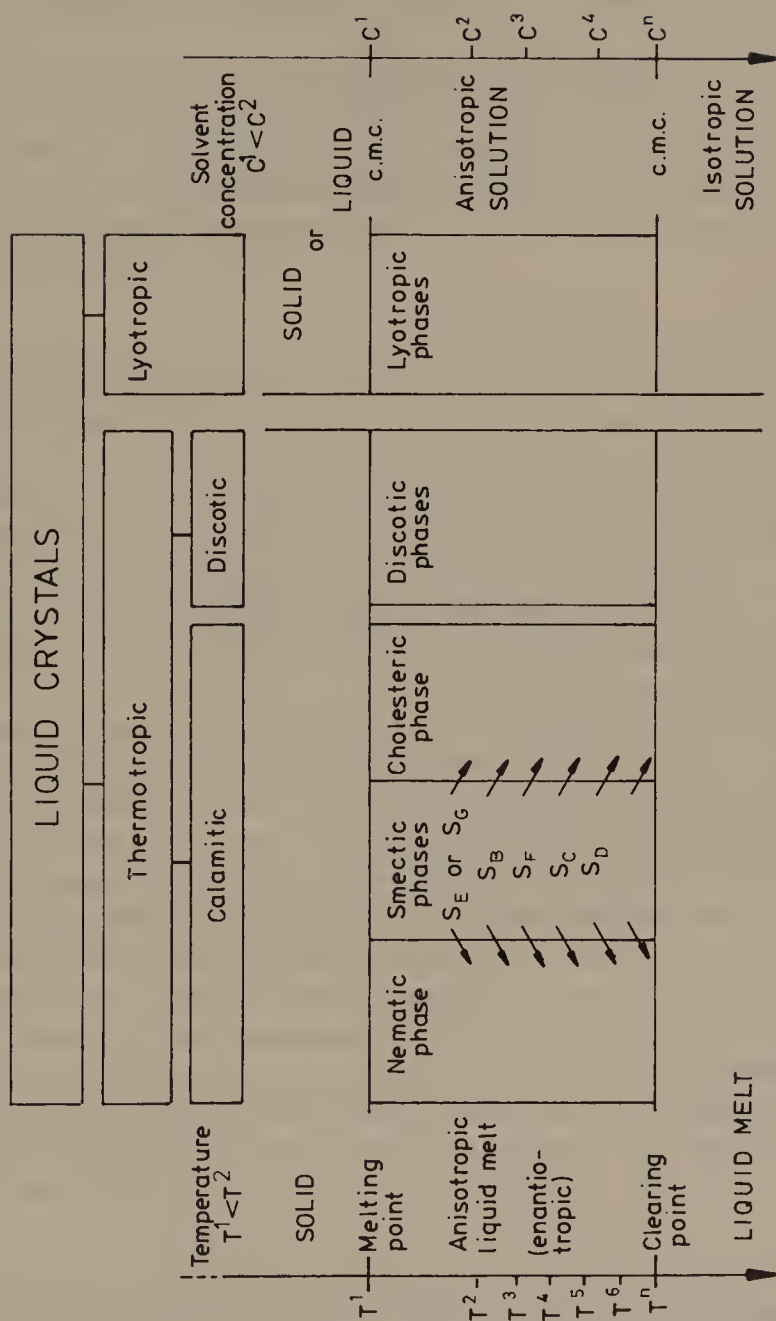 LIQUID CRYSTALS
Thermotropic
Lyotropic
Calamitic
Discotic
Temperature
T¹<T²
Solvent
concentration
C¹<C²
SOLID
SOLID
or
LIQUID
T¹
Melting
point
c.m.c.
C¹
Nematic
phase
Smectic
phases
Cholesteric
phase
Discotic
phases
Lyotropic
phases
Anisotropic
liquid melt
(enantio-
tropic)
Anisotropic
SOLUTION
S_E or S_G
S_B
S_F
S_C
S_D
T²
T³
T⁴
T⁵
T⁶
Tⁿ
C²
C³
C⁴
Cⁿ
Clearing
point
c.m.c.
LIQUID MELT
Isotropic
SOLUTION